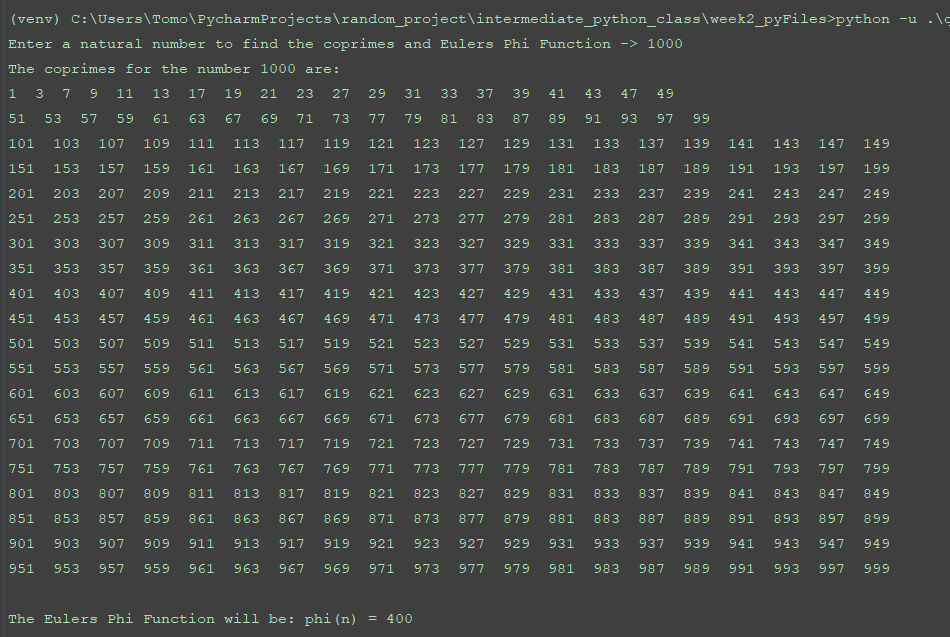 (venv) C:\Users\Tomo\PycharmProjects\random_project\intermediate_python_class\week2_pyFiles>python -u .\
Enter a natural number to find the coprimes and Eulers Phi Function -> 1000
The coprimes for the number 1000 are:
1 3 7 9 11 13 17 19 21 23 27 29 31 33 37 39 41 43 47 49
51 53 57 59 61 63 67 69 71 73 77 79 81 83 87 89 91 93 97 99
101 103 107 109 111 113 117 119 121 123 127 129 131 133 137 139 141 143 147 149
151 153 157 159 161 163 167 169 171 173 177 179 181 183 187 189 191 193 197 199
201 203 207 209 211 213 217 219 221 223 227 229 231 233 237 239 241 243 247 249
251 253 257 259 261 263 267 269 271 273 277 279 281 283 287 289 291 293 297 299
301 303 307 309 311 313 317 319 321 323 327 329 331 333 337 339 341 343 347 349
351 353 357 359 361 363 367 369 371 373 377 379 381 383 387 389 391 393 397 399
401 403 407 409 411 413 417 419 421 423 427 429 431 433 437 439 441 443 447 449
451 453 457 459 461 463 467 469 471 473 477 479 481 483 487 489 491 493 497 499
501 503 507 509 511 513 517 519 521 523 527 529 531 533 537 539 541 543 547 549
551 553 557 559 561 563 567 569 571 573 577 579 581 583 587 589 591 593 597 599
601 603 607 609 611 613 617 619 621 623 627 629 631 633 637 639 641 643 647 649
651 653 657 659 661 663 667 669 671 673 677 679 681 683 687 689 691 693 697 699
701 703 707 709 711 713 717 719 721 723 727 729 731 733 737 739 741 743 747 749
751 753 757 759 761 763 767 769 771 773 777 779 781 783 787 789 791 793 797 799
801 803 807 809 811 813 817 819 821 823 827 829 831 833 837 839 841 843 847 849
851 853 857 859 861 863 867 869 871 873 877 879 881 883 887 889 891 893 897 899
901 903 907 909 911 913 917 919 921 923 927 929 931 933 937 939 941 943 947 949
951 953 957 959 961 963 967 969 971 973 977 979 981 983 987 989 991 993 997 999
The Eulers Phi Function will be: phi(n) = 400